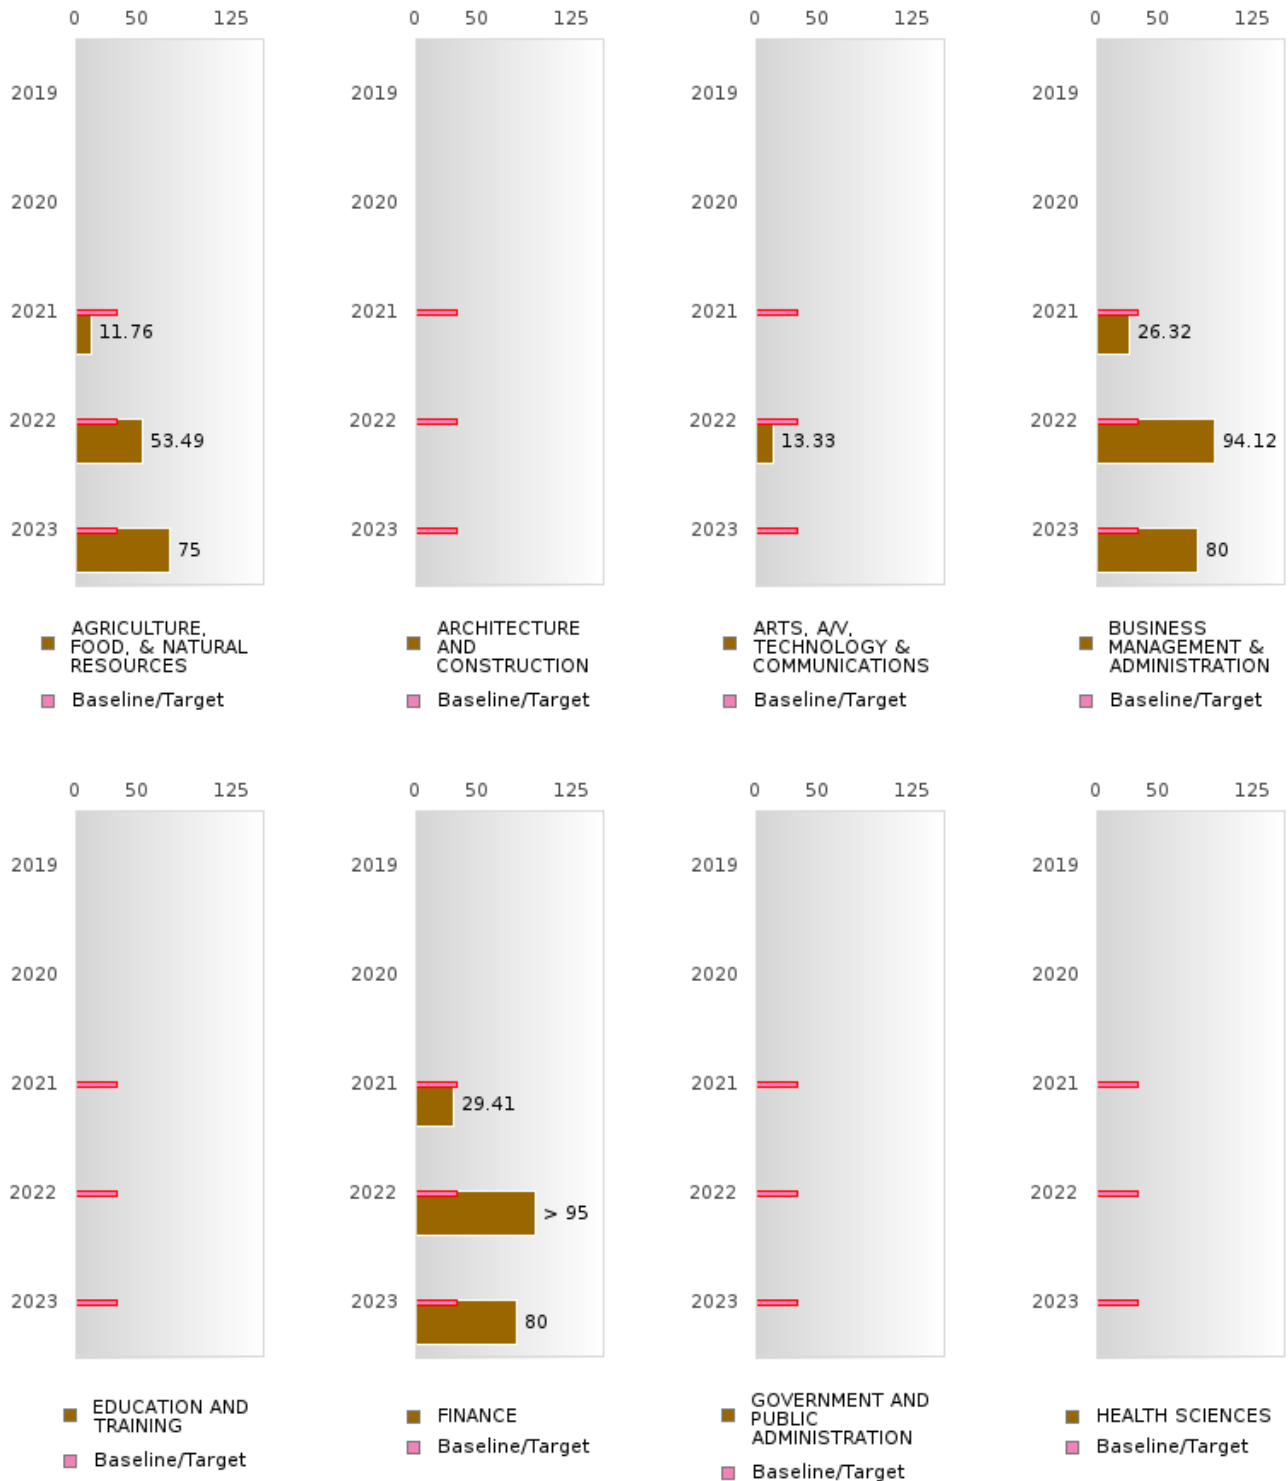 0 50 125 0 50 125 0 50 125 0 50 125
2019 2019 2019 2019
2020 2020 2020 2020
2021 2021 2021 2021
11.76 26.32
2022 2022 2022 2022
53.49 13.33 94.12
2023 2023 2023 2023
75 80
AGRICULTURE,
FOOD, & NATURAL
RESOURCES
Baseline/Target
ARCHITECTURE
AND
CONSTRUCTION
Baseline/Target
ARTS, A/V,
TECHNOLOGY &
COMMUNICATIONS
Baseline/Target
BUSINESS
MANAGEMENT &
ADMINISTRATION
Baseline/Target
0 50 125 0 50 125 0 50 125 0 50 125
2019 2019 2019 2019
2020 2020 2020 2020
2021 2021 2021 2021
29.41
2022 2022 2022 2022
> 95
2023 2023 2023 2023
80
EDUCATION AND
TRAINING
Baseline/Target
FINANCE
Baseline/Target
GOVERNMENT AND
PUBLIC
ADMINISTRATION
Baseline/Target
HEALTH SCIENCES
Baseline/Target